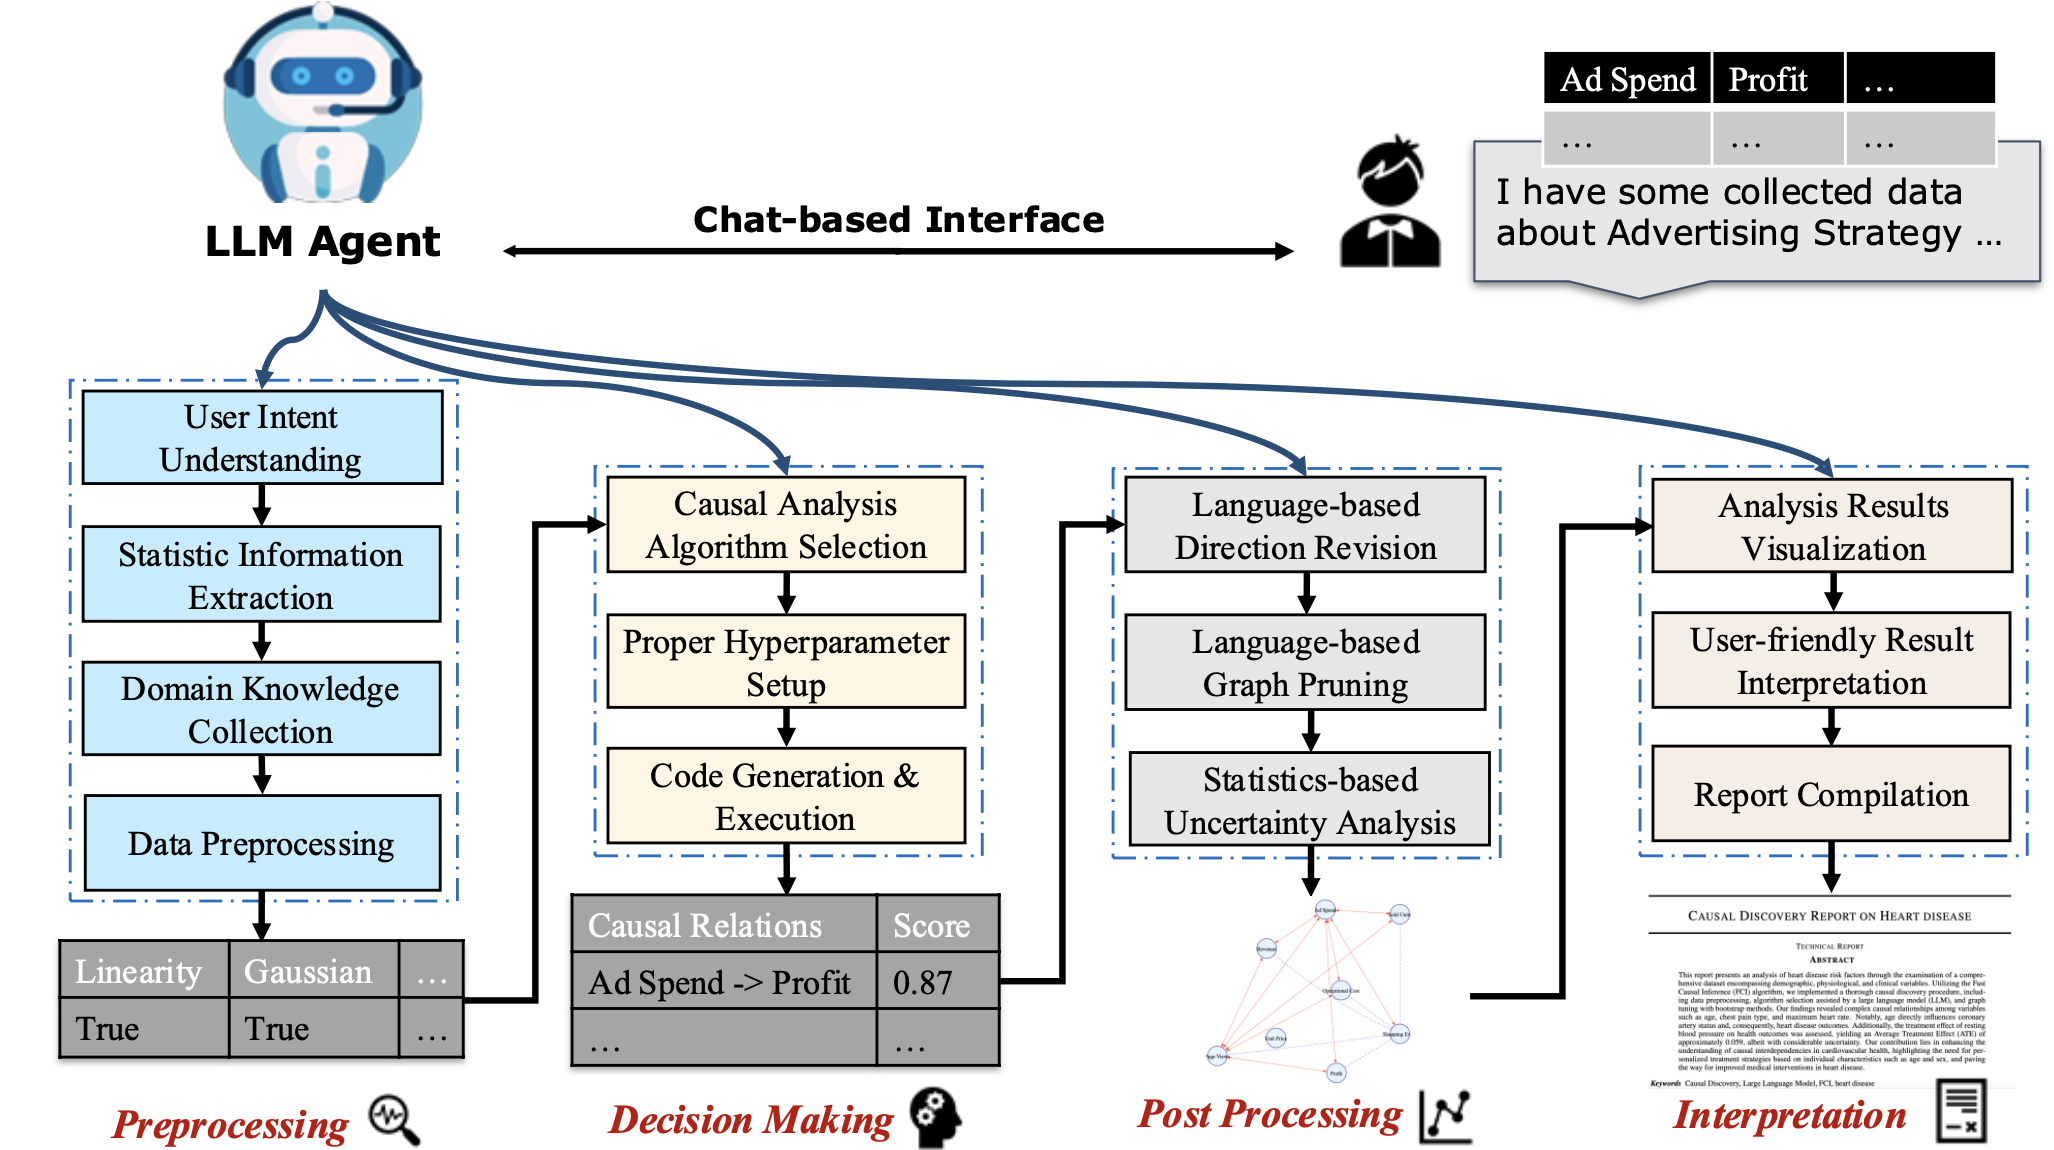 LLM Agent
Chat-based Interface
Ad Spend Profit …
… … …
I have some collected data
about Advertising Strategy …
User Intent
Understanding
Statistic Information
Extraction
Domain Knowledge
Collection
Data Preprocessing
Linearity Gaussian …
True True …
Preprocessing
Causal Analysis
Algorithm Selection
Proper Hyperparameter
Setup
Code Generation &
Execution
Causal Relations Score
Ad Spend -> Profit 0.87
… …
Decision Making
Language-based
Direction Revision
Language-based
Graph Pruning
Statistics-based
Uncertainty Analysis
Ad Spend
Revenue
Operational Cost
Unit Price
Profit
Post Processing
Analysis Results
Visualization
User-friendly Result
Interpretation
Report Compilation
CAUSAL DISCOVERY REPORT ON HEART DISEASE
TECHNICAL REPORT
ABSTRACT
This report presents an analysis of heart disease risk factors through the examination of a compre-
hensive dataset encompassing demographic, physiological, and clinical variables. Utilizing the Fast
Causal Inference (FCI) algorithm, we implemented a thorough causal discovery procedure, includ-
ing data preprocessing, algorithm selection assisted by a large language model (LLM), and graph
tuning with bootstrap methods. Our findings revealed complex causal relationships among variables
such as age, chest pain type, and maximum heart rate. Notably, age directly influences coronary
artery status and, consequently, heart disease outcomes. Additionally, the treatment effect of resting
blood pressure on health outcomes was assessed, yielding an Average Treatment Effect (ATE) of
approximately 0.059, albeit with considerable uncertainty. Our contribution lies in enhancing the
understanding of causal interdependencies in cardiovascular health, highlighting the need for per-
sonalized treatment strategies based on individual characteristics such as age and sex, and paving
the way for improved medical interventions in heart disease.
Keywords Causal Discovery, Large Language Model, FCI, heart disease
Interpretation